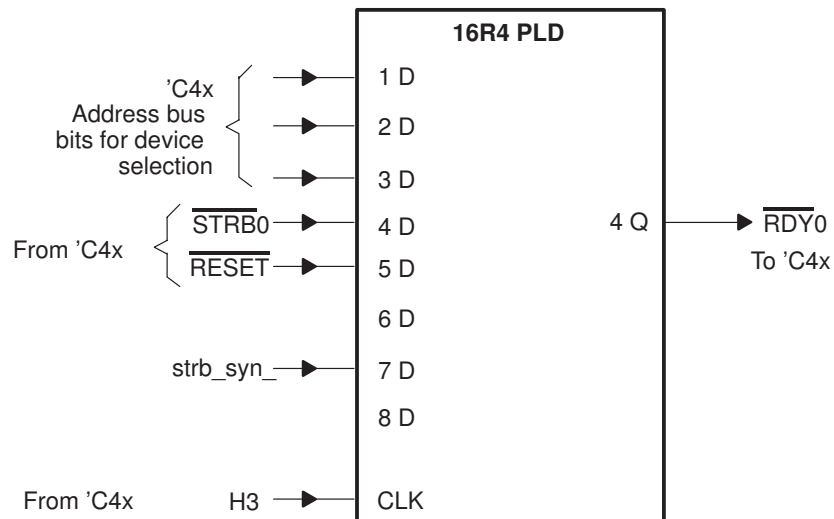 16R4 PLD
'C4x
Address bus
bits for device
selection
1 D
2 D
3 D
From 'C4x
STRB0
4 D
RESET
5 D
6 D
strb_syn_
7 D
8 D
From 'C4x
H3
CLK
4 Q
RDY0
To 'C4x